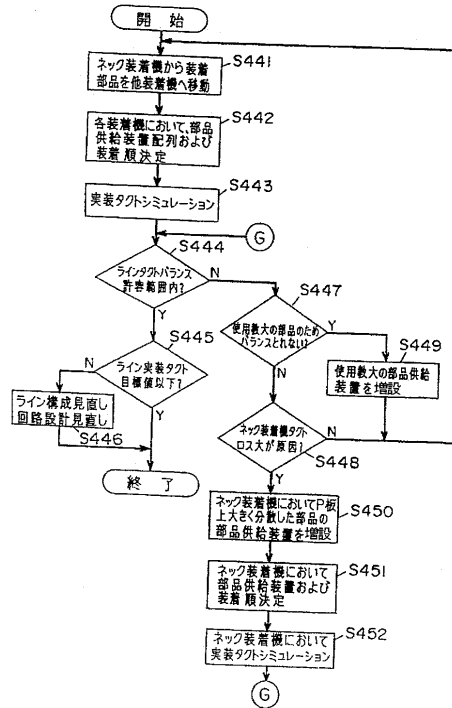 開 始
ネック装着機から装着
部品を他装着機へ移動
S441
各装着機において、部品
供給装置配列および
装着順決定
S442
実装タクトシミュレーション
S443
G
ラインタクトバランス
許容範囲内?
S444
N
Y
使用数大の部品のため
バランスとれない?
S447
Y
N
使用数大の部品供給
装置を増設
S449
ライン実装タクト
目標値以下?
S445
N
Y
ライン構成見直し
回路設計見直し
S446
終 了
ネック装着機タクト
ロス大が原因?
S448
N
Y
ネック装着機においてP板
上大きく分散した部品の
部品供給装置を増設
S450
ネック装着機において
部品供給装置および
装着順決定
S451
ネック装着機において
実装タクトシミュレーション
S452
G